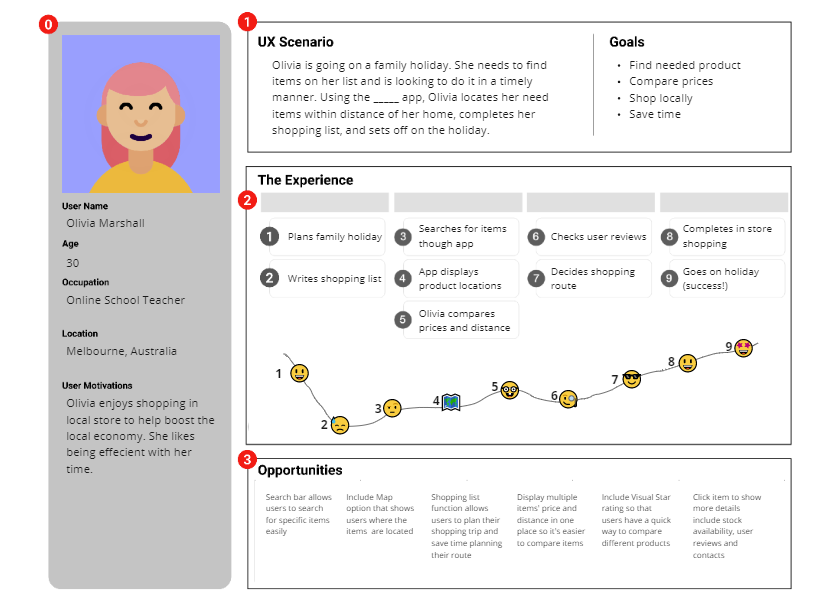 0
User Name
Olivia Marshall
Age
30
Occupation
Online School Teacher
Location
Melbourne, Australia
User Motivations
Olivia enjoys shopping in
local store to help boost the
local economy. She likes
being effecient with her
time.
1
UX Scenario
Olivia is going on a family holiday. She needs to find
items on her list and is looking to do it in a timely
manner. Using the _____ app, Olivia locates her need
items within distance of her home, completes her
shopping list, and sets off on the holiday.
Goals
• Find needed product
• Compare prices
• Shop locally
• Save time
2
The Experience
1 Plans family holiday
2 Writes shopping list
3 Searches for items
though app
4 App displays
product locations
5 Olivia compares
prices and distance
6 Checks user reviews
7 Decides shopping
route
8 Completes in store
shopping
9 Goes on holiday
(success!)
1
2
3
4
5
6
7
8
9
3
Opportunities
Search bar allows
users to search
for specific items
easily
Include Map
option that shows
users where the
items are located
Shopping list
function allows
users to plan their
shopping trip and
save time planning
their route
Display multiple
items' price and
distance in one
place so it's easier
to compare items
Include Visual Star
rating so that
users have a quick
way to compare
different products
Click item to show
more details
include stock
availability, user
reviews and
contacts